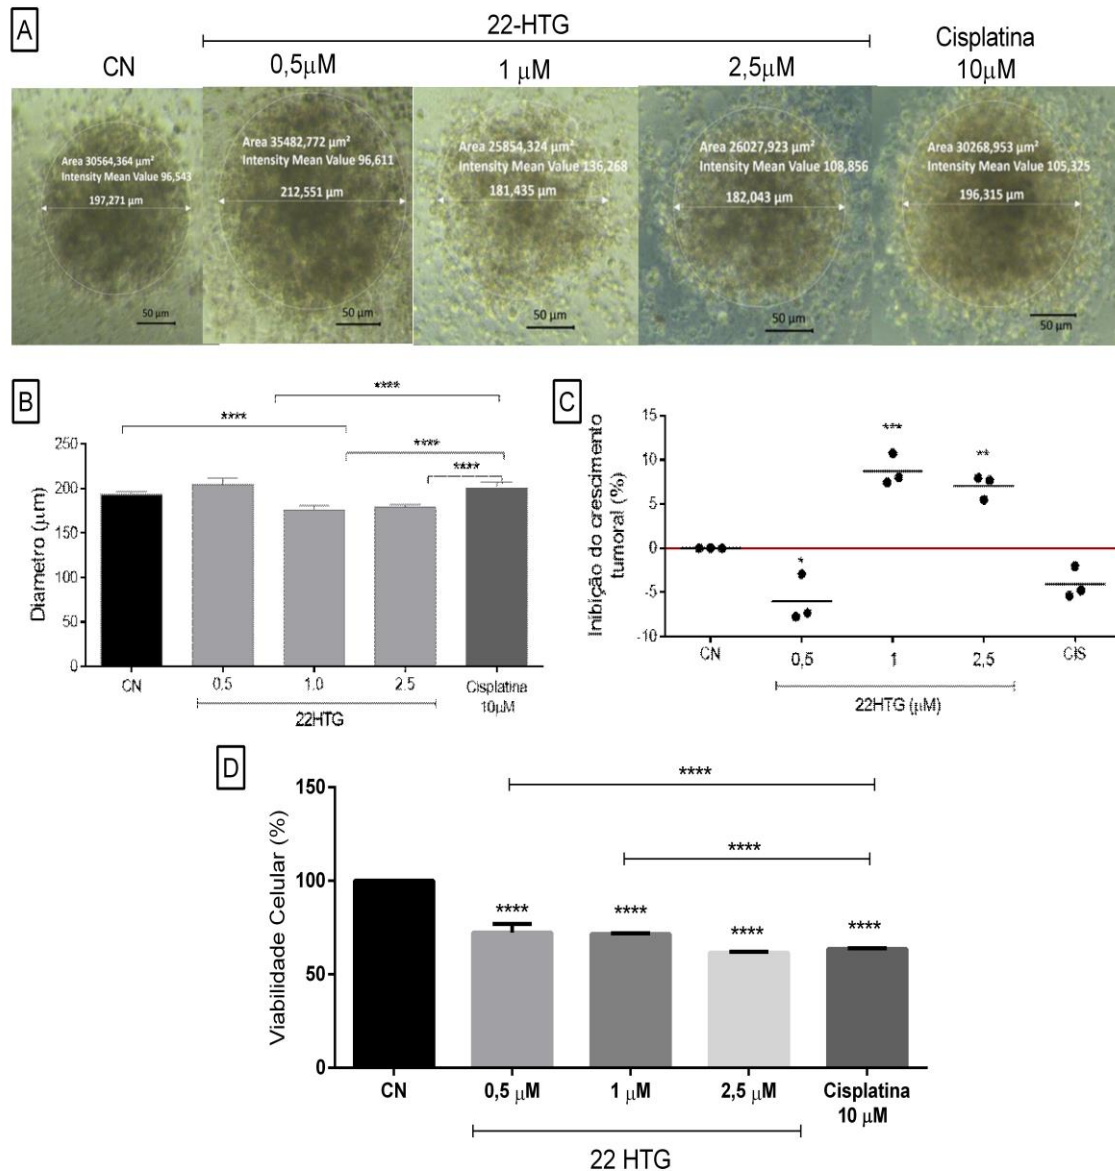 A
22-HTG
CN
0,5µM
1 µM
2,5µM
Cisplatina
10µM
Area 30564,364 µm²
Intensity Mean Value 96,543
197,271 µm
50 µm
Area 35482,772 µm²
Intensity Mean Value 96,611
212,551 µm
50 µm
Area 25854,324 µm²
Intensity Mean Value 136,268
181,435 µm
50 µm
Area 26027,923 µm²
Intensity Mean Value 108,856
182,043 µm
50 µm
Area 30268,953 µm²
Intensity Mean Value 105,325
196,315 µm
50 µm
B
****
****
****
****
Diametro (µm)
250
200
150
100
50
0
CN
0.5
1.0
2.5
Cisplatina
10µM
22HTG
C
Inibição do crescimento
tumoral (%)
15
10
5
0
-5
-10
*
***
**
CN
0,5
1
2,5
CIS
22HTG (µM)
D
****
****
****
****
****
****
Viabilidade Celular (%)
150
100
50
0
CN
0,5 µM
1 µM
2,5 µM
Cisplatina
10 µM
22 HTG